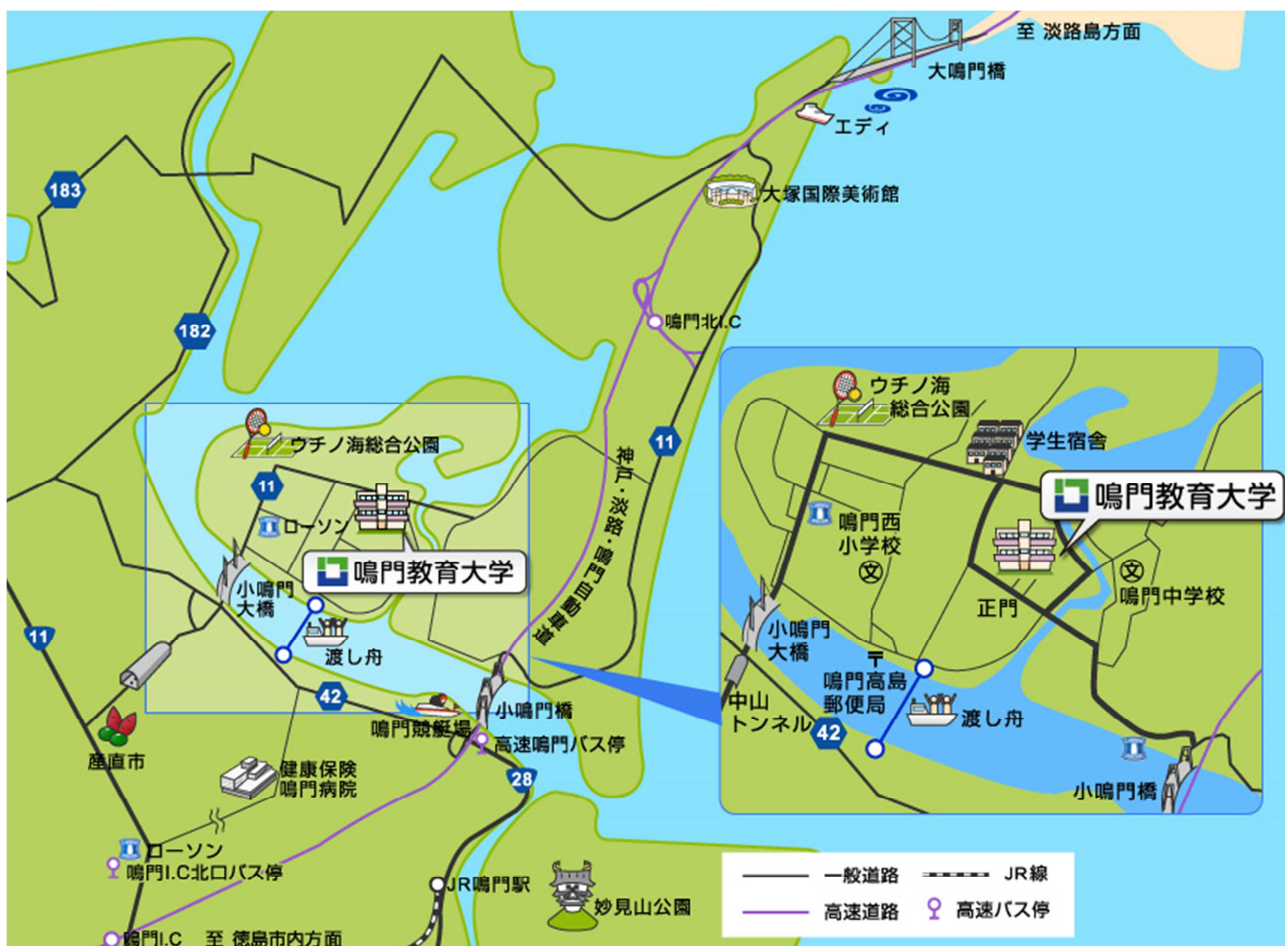 至 淡路島方面
大鳴門橋
エディ
183
大塚国際美術館
182
鳴門北I.C
ウチノ海総合公園
11
11
ローソン
鳴門教育大学
神戸・淡路・鳴門自動車道
小鳴門
大橋
渡し舟
11
42
鳴門競艇場
小鳴門橋
高速鳴門バス停
産直市
健康保険
鳴門病院
28
ローソン
鳴門I.C北口バス停
JR鳴門駅
妙見山公園
鳴門I.C
至 徳島市内方面
ウチノ海
総合公園
学生宿舎
鳴門教育大学
鳴門西
小学校
文
正門
文
鳴門中学校
小鳴門
大橋
〒
鳴門高島
郵便局
渡し舟
中山
トンネル
42
小鳴門橋
一般道路
JR線
高速道路
高速バス停